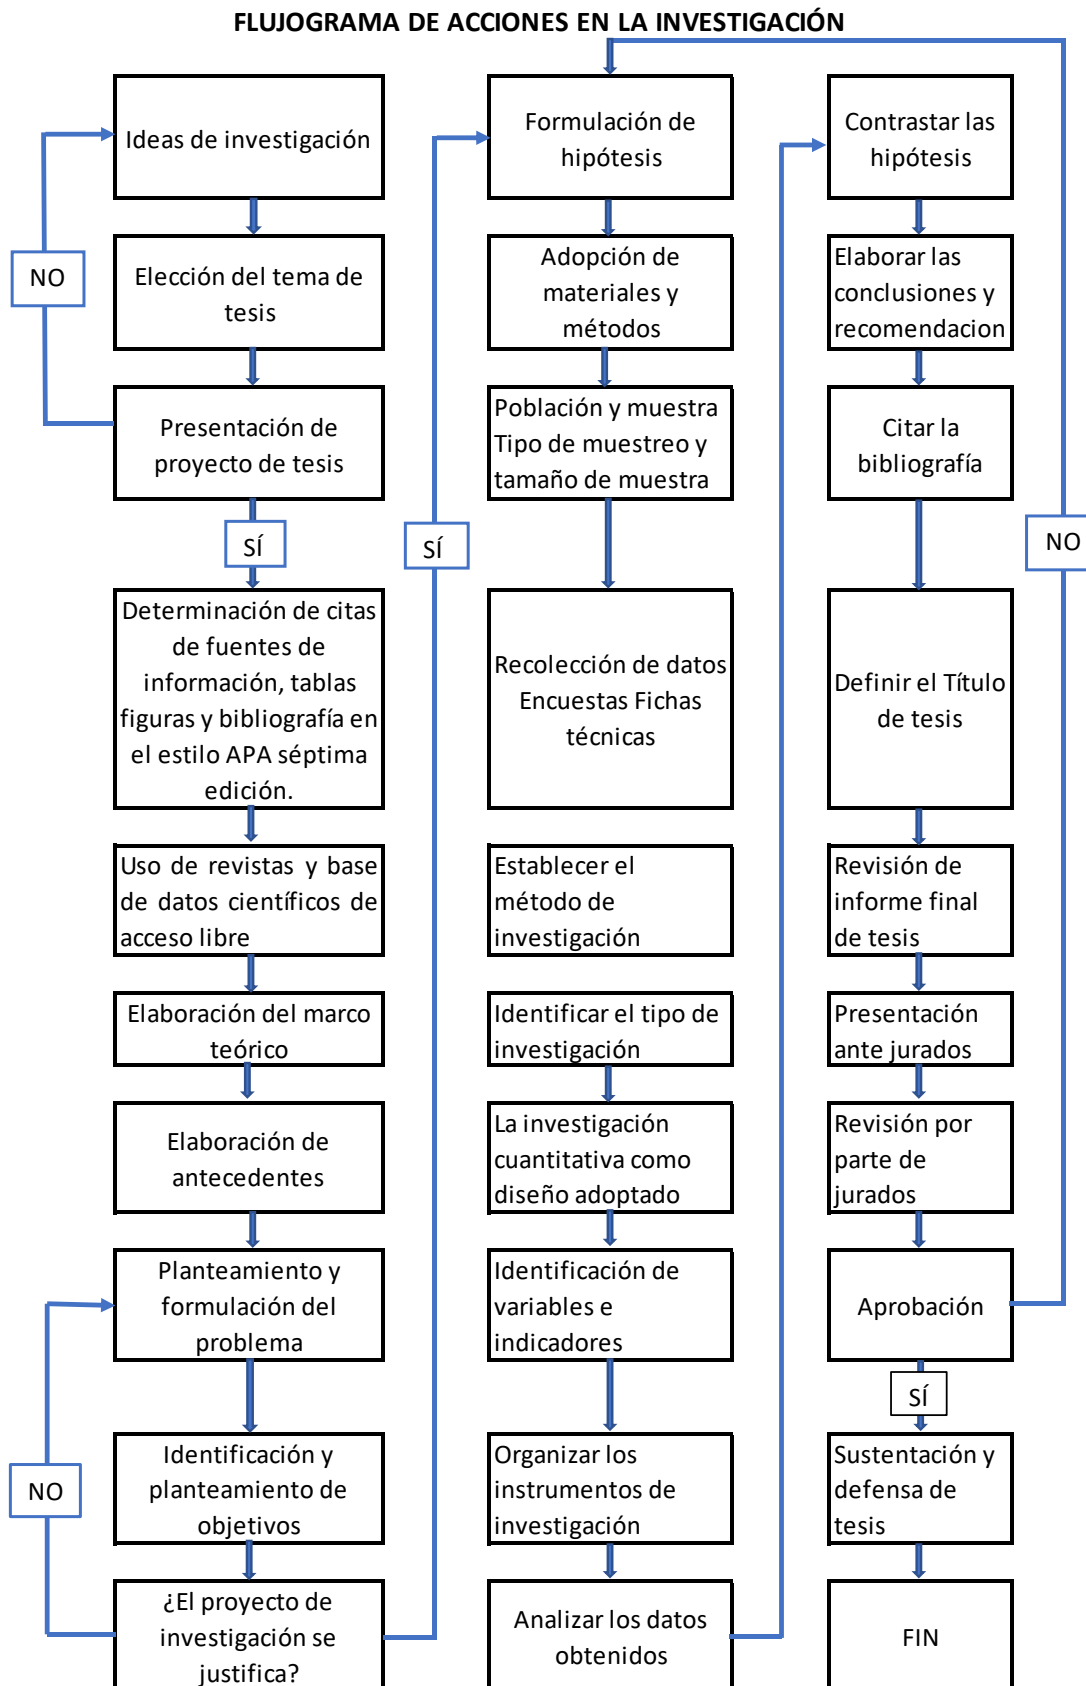 FLUJOGRAMA DE ACCIONES EN LA INVESTIGACIÓN
Ideas de investigación
NO
Elección del tema de
tesis
Presentación de
proyecto de tesis
SÍ
Determinación de citas
de fuentes de
información, tablas
figuras y bibliografía en
el estilo APA séptima
edición.
Uso de revistas y base
de datos científicos de
acceso libre
Elaboración del marco
teórico
Elaboración de
antecedentes
Planteamiento y
formulación del
problema
Identificación y
planteamiento de
objetivos
NO
¿El proyecto de
investigación se
justifica?
SÍ
Formulación de
hipótesis
Adopción de
materiales y
métodos
Población y muestra
Tipo de muestreo y
tamaño de muestra
Recolección de datos
Encuestas Fichas
técnicas
Establecer el
método de
investigación
Identificar el tipo de
investigación
La investigación
cuantitativa como
diseño adoptado
Identificación de
variables e
indicadores
Organizar los
instrumentos de
investigación
Analizar los datos
obtenidos
Contrastar las
hipótesis
Elaborar las
conclusiones y
recomendacion
Citar la
bibliografía
NO
Definir el Título
de tesis
Revisión de
informe final
de tesis
Presentación
ante jurados
Revisión por
parte de
jurados
Aprobación
SÍ
Sustentación y
defensa de
tesis
FIN